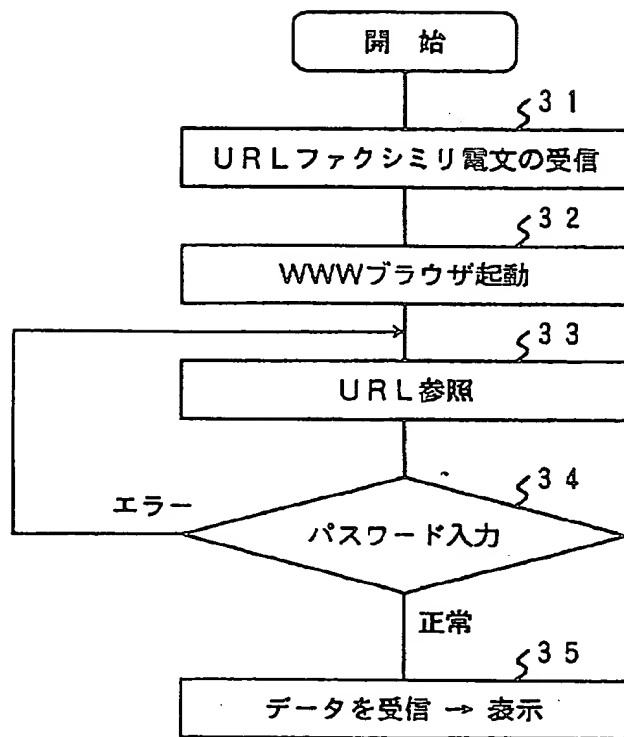 開 始
31
URLファクシミリ電文の受信
32
WWWブラウザ起動
33
URL参照
34
エラー
パスワード入力
正常
35
データを受信 → 表示